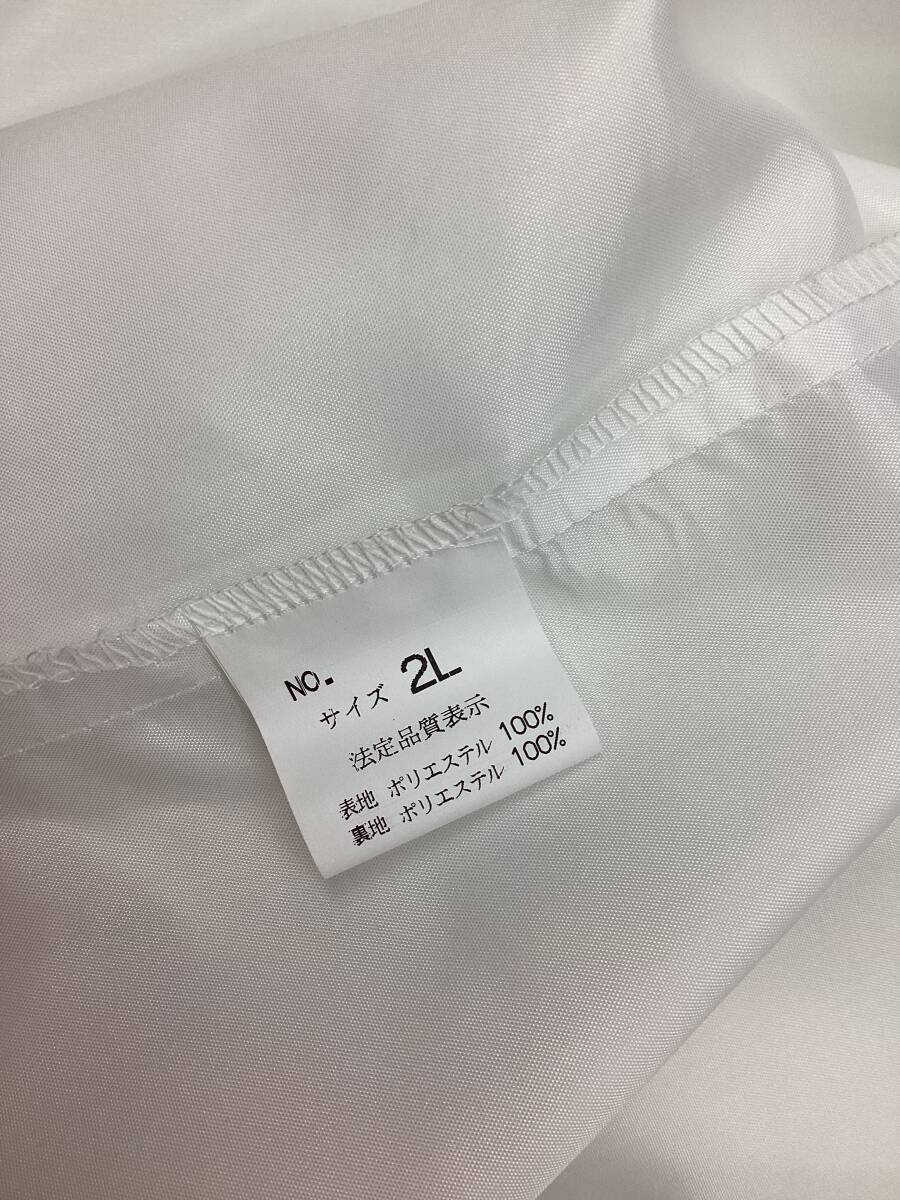 NO.
サイズ 2L
法定品質表示
表地 ポリエステル 100%
裏地 ポリエステル 100%